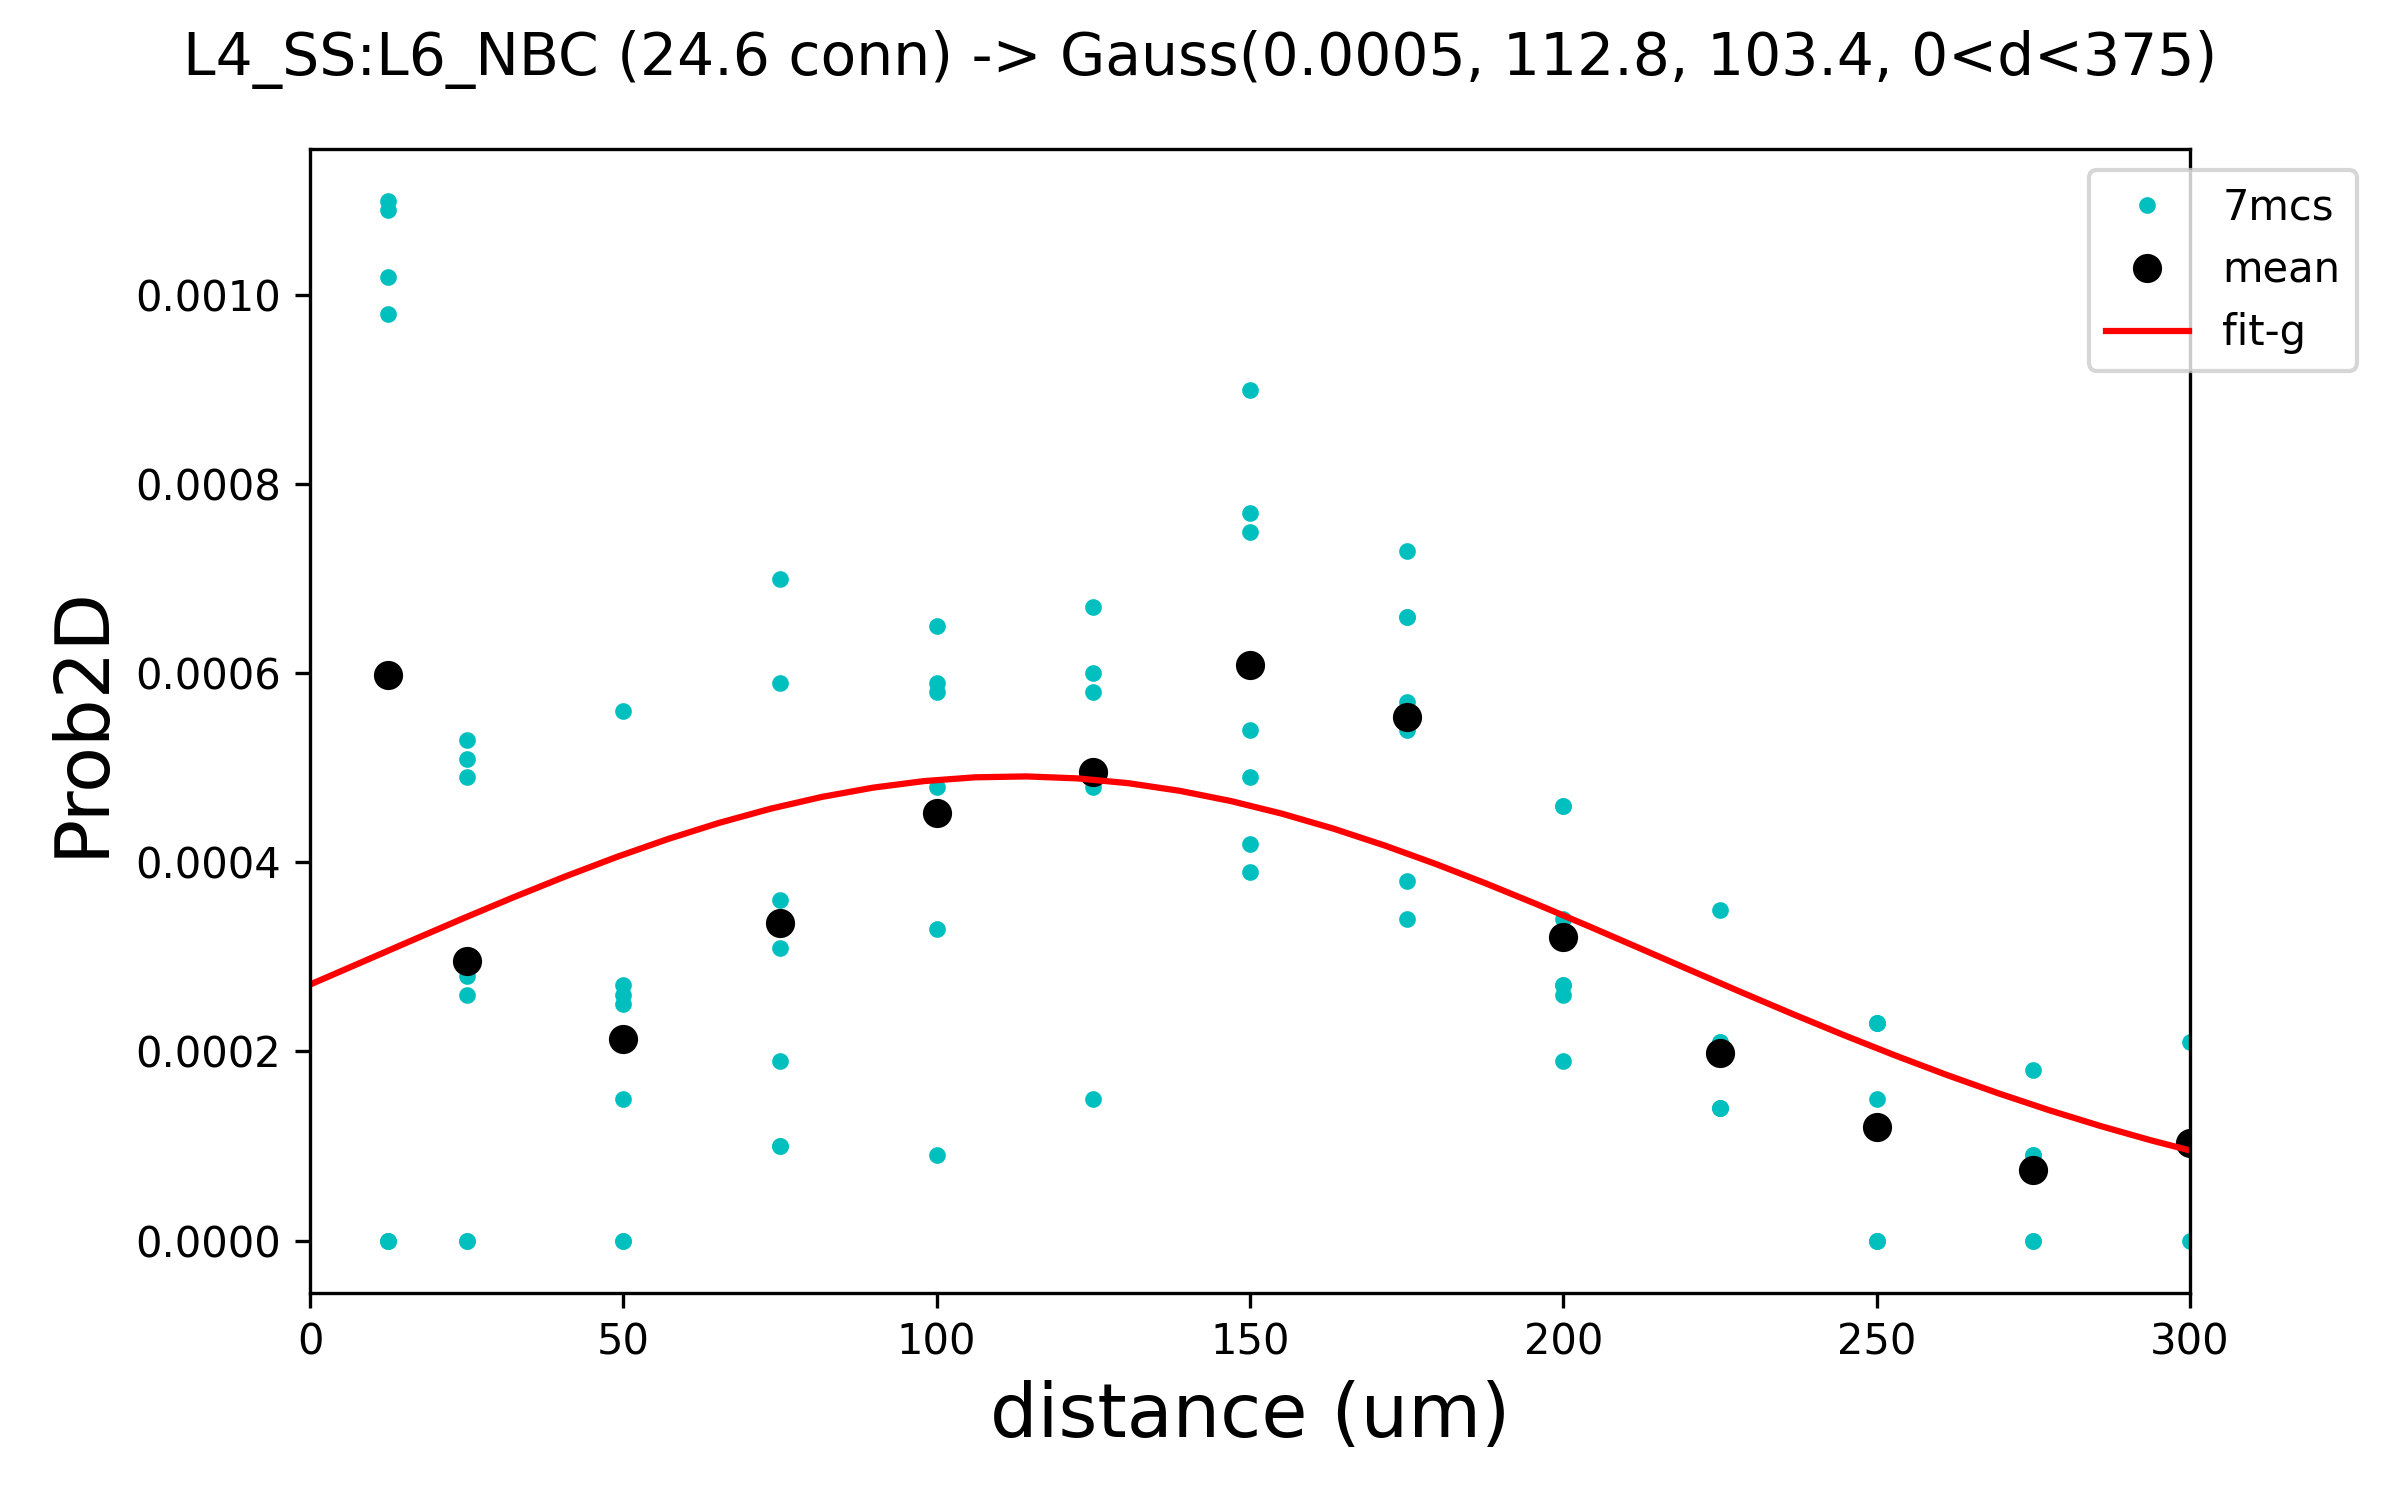 L4_SS:L6_NBC (24.6 conn) -> Gauss(0.0005, 112.8, 103.4, 0<d<375)
7mcs
mean
fit-g
Prob2D
0.0010
0.0008
0.0006
0.0004
0.0002
0.0000
0 50 100 150 200 250 300
distance (um)